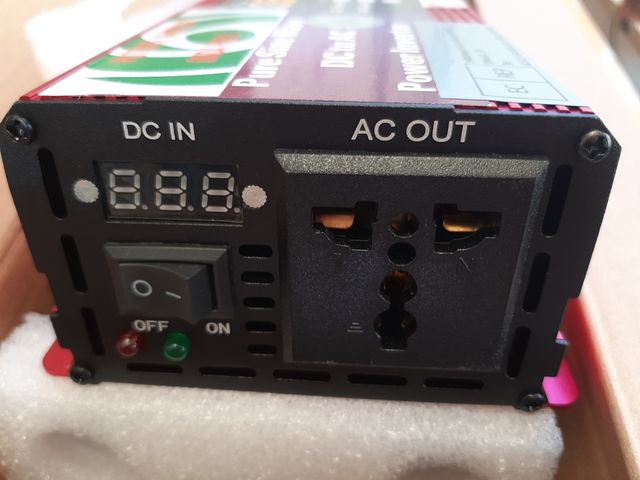 Pure Sine Wave
DC To AC
Power Inverter
DC IN
AC OUT
OFF ON